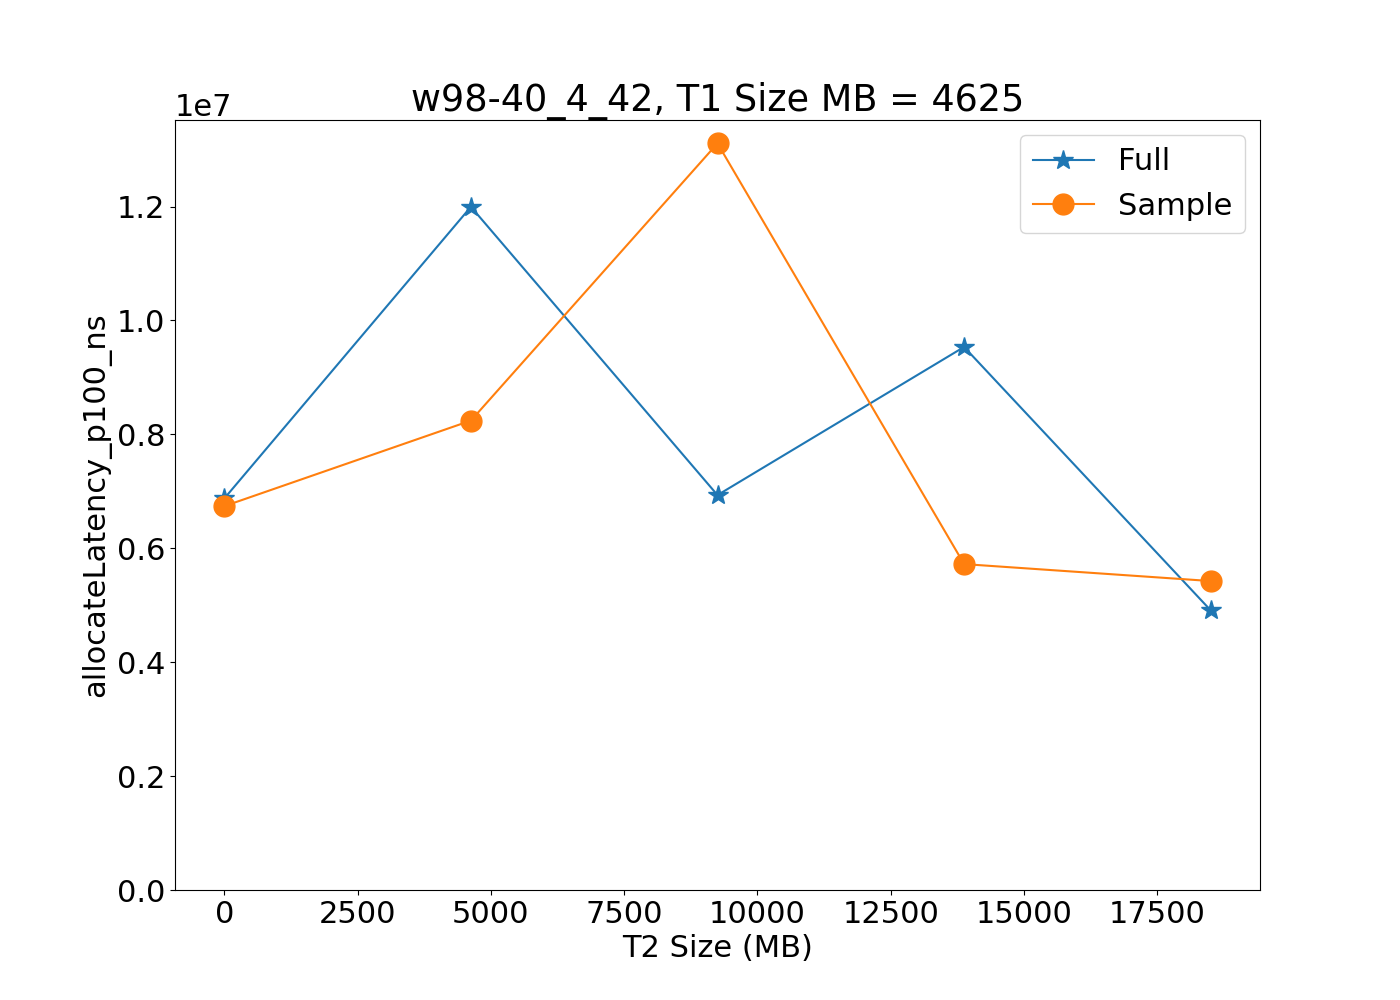 w98-40_4_42, T1 Size MB = 4625
1e7
Full
Sample
1.2
1.0
0.8
0.6
0.4
0.2
0.0
allocateLatency_p100_ns
0 2500 5000 7500 10000 12500 15000 17500
T2 Size (MB)